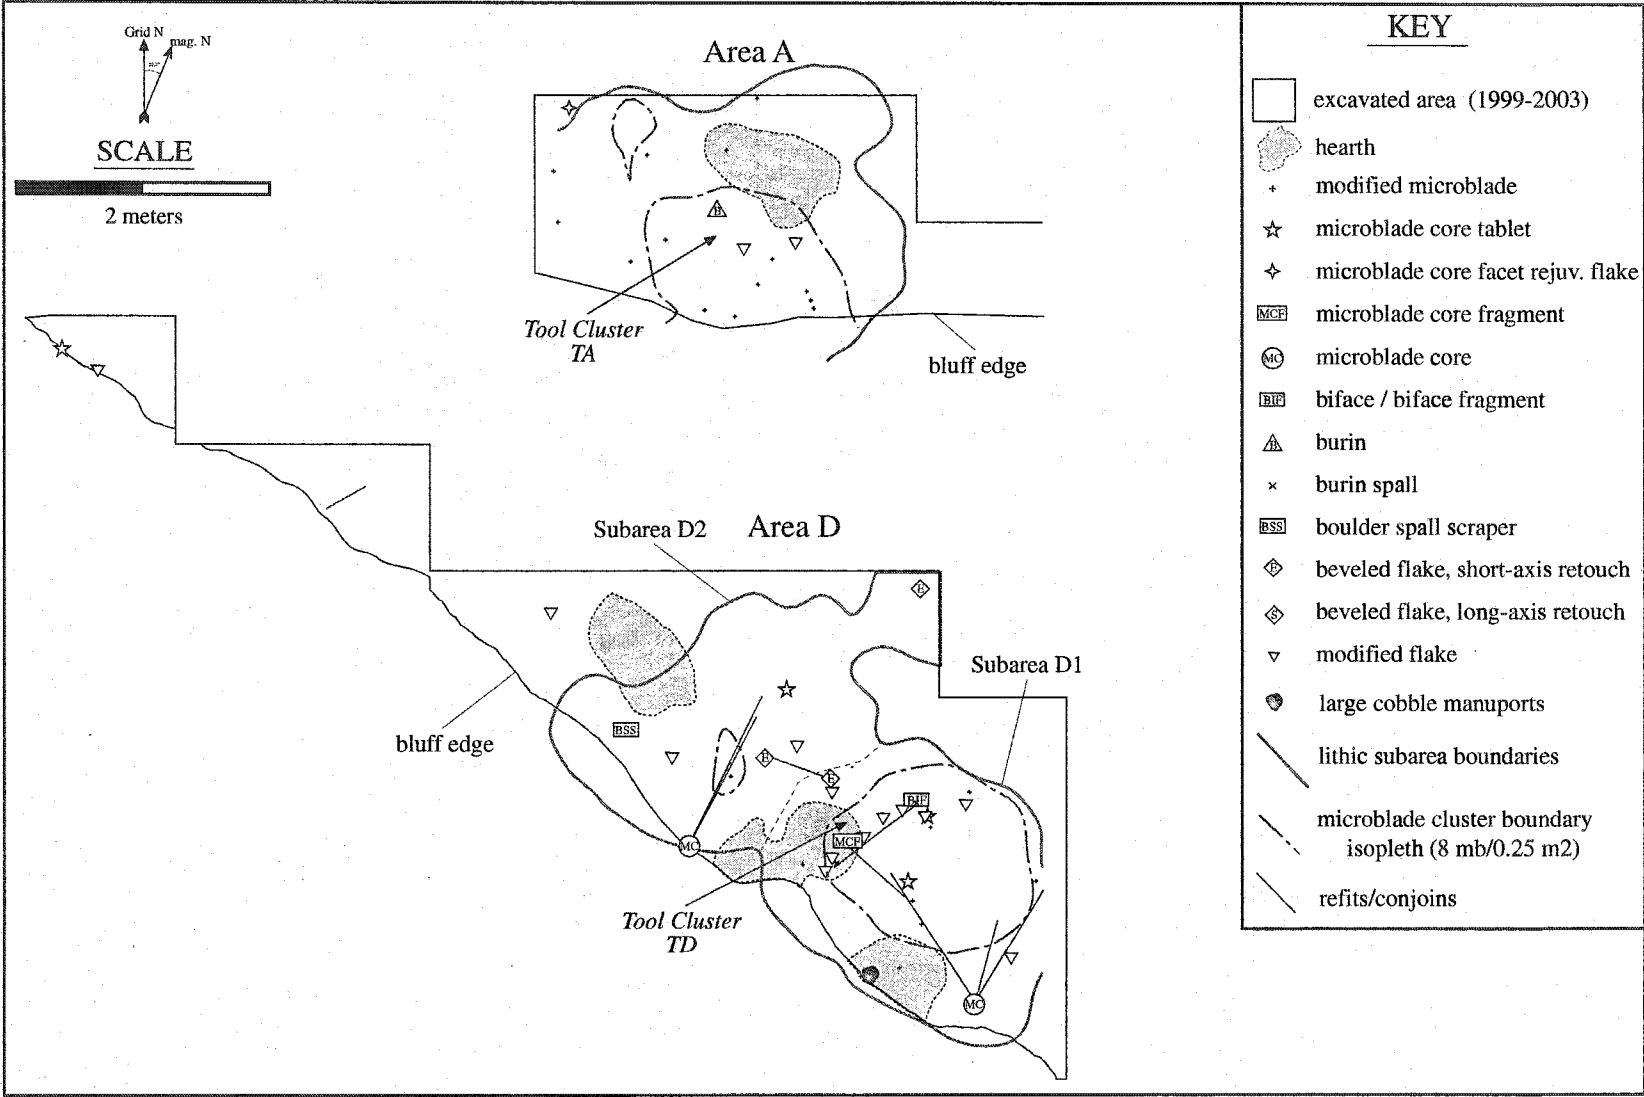 Grid N
mag. N
SCALE
2 meters
Area A
B
Tool Cluster
TA
bluff edge
Subarea D2
Area D
E
Subarea D1
BSS
bluff edge
E
E
BIF
MCF
MC
Tool Cluster
TD
MC
KEY
excavated area (1999-2003)
hearth
modified microblade
microblade core tablet
microblade core facet rejuv. flake
MCF microblade core fragment
MC microblade core
BIF biface / biface fragment
B burin
burin spall
BSS boulder spall scraper
E beveled flake, short-axis retouch
S beveled flake, long-axis retouch
modified flake
large cobble manuports
lithic subarea boundaries
microblade cluster boundary
isopleth (8 mb/0.25 m2)
refits/conjoins